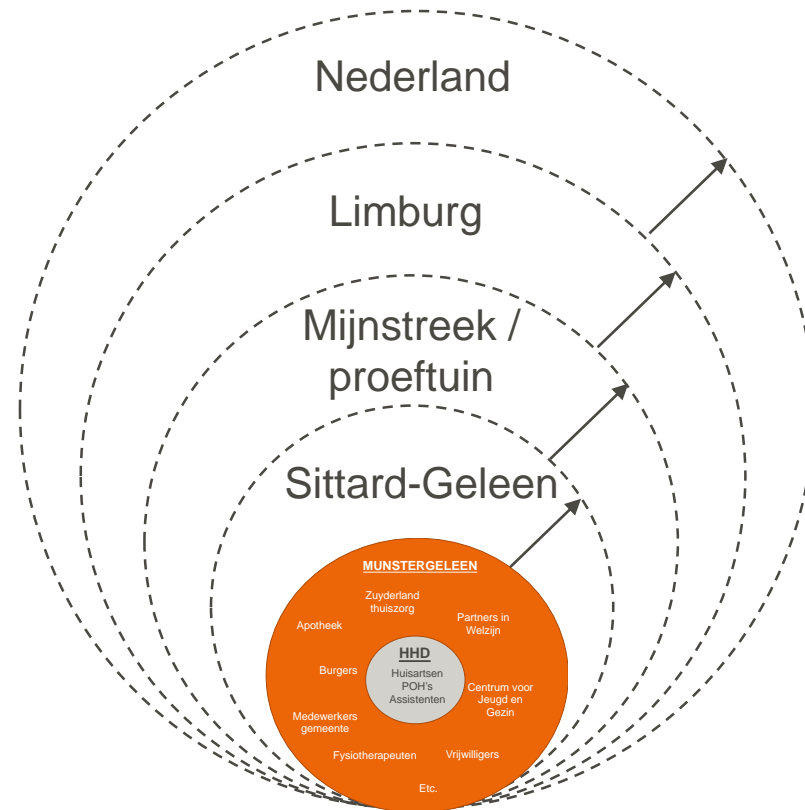 Nederland
Limburg
Mijnstreek /
proeftuin
Sittard-Geleen
MUNSTERGELEEN
Zuyderland
thuiszorg
Apotheek
Partners in
Welzijn
HHD
Huisartsen
POH's
Assistenten
Burgers
Centrum voor
Jeugd en
Gezin
Medewerkers
gemeente
Fysiotherapeuten
Vrijwilligers
Etc.